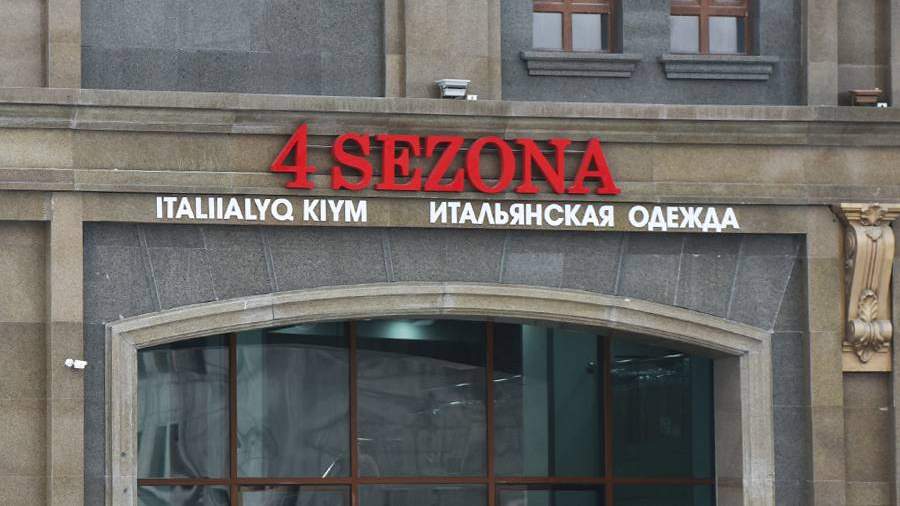 4 SEZONA
ITALIIALYQ KIYM ИТАЛЬЯНСКАЯ ОДЕЖДА